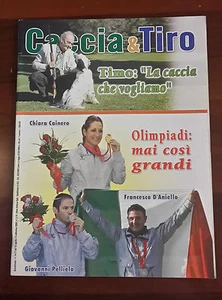 Caccia&Tiro
Timo: "La caccia
che vogliamo"
Chiara Cainero
Olimpiadi:
mai così
grandi
Francesco D'Aniello
Giovanni Pellielo